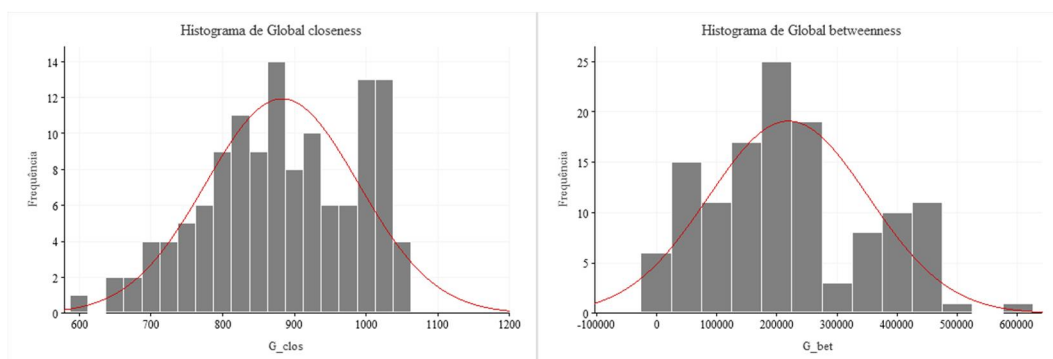 Histograma de Global closeness
14
12
10
8
6
4
2
0
Frequência
600 700 800 900 1000 1100 1200
G_clos
Histograma de Global betweenness
25
20
15
10
5
0
Frequência
-100000 0 100000 200000 300000 400000 500000 600000
G_bet